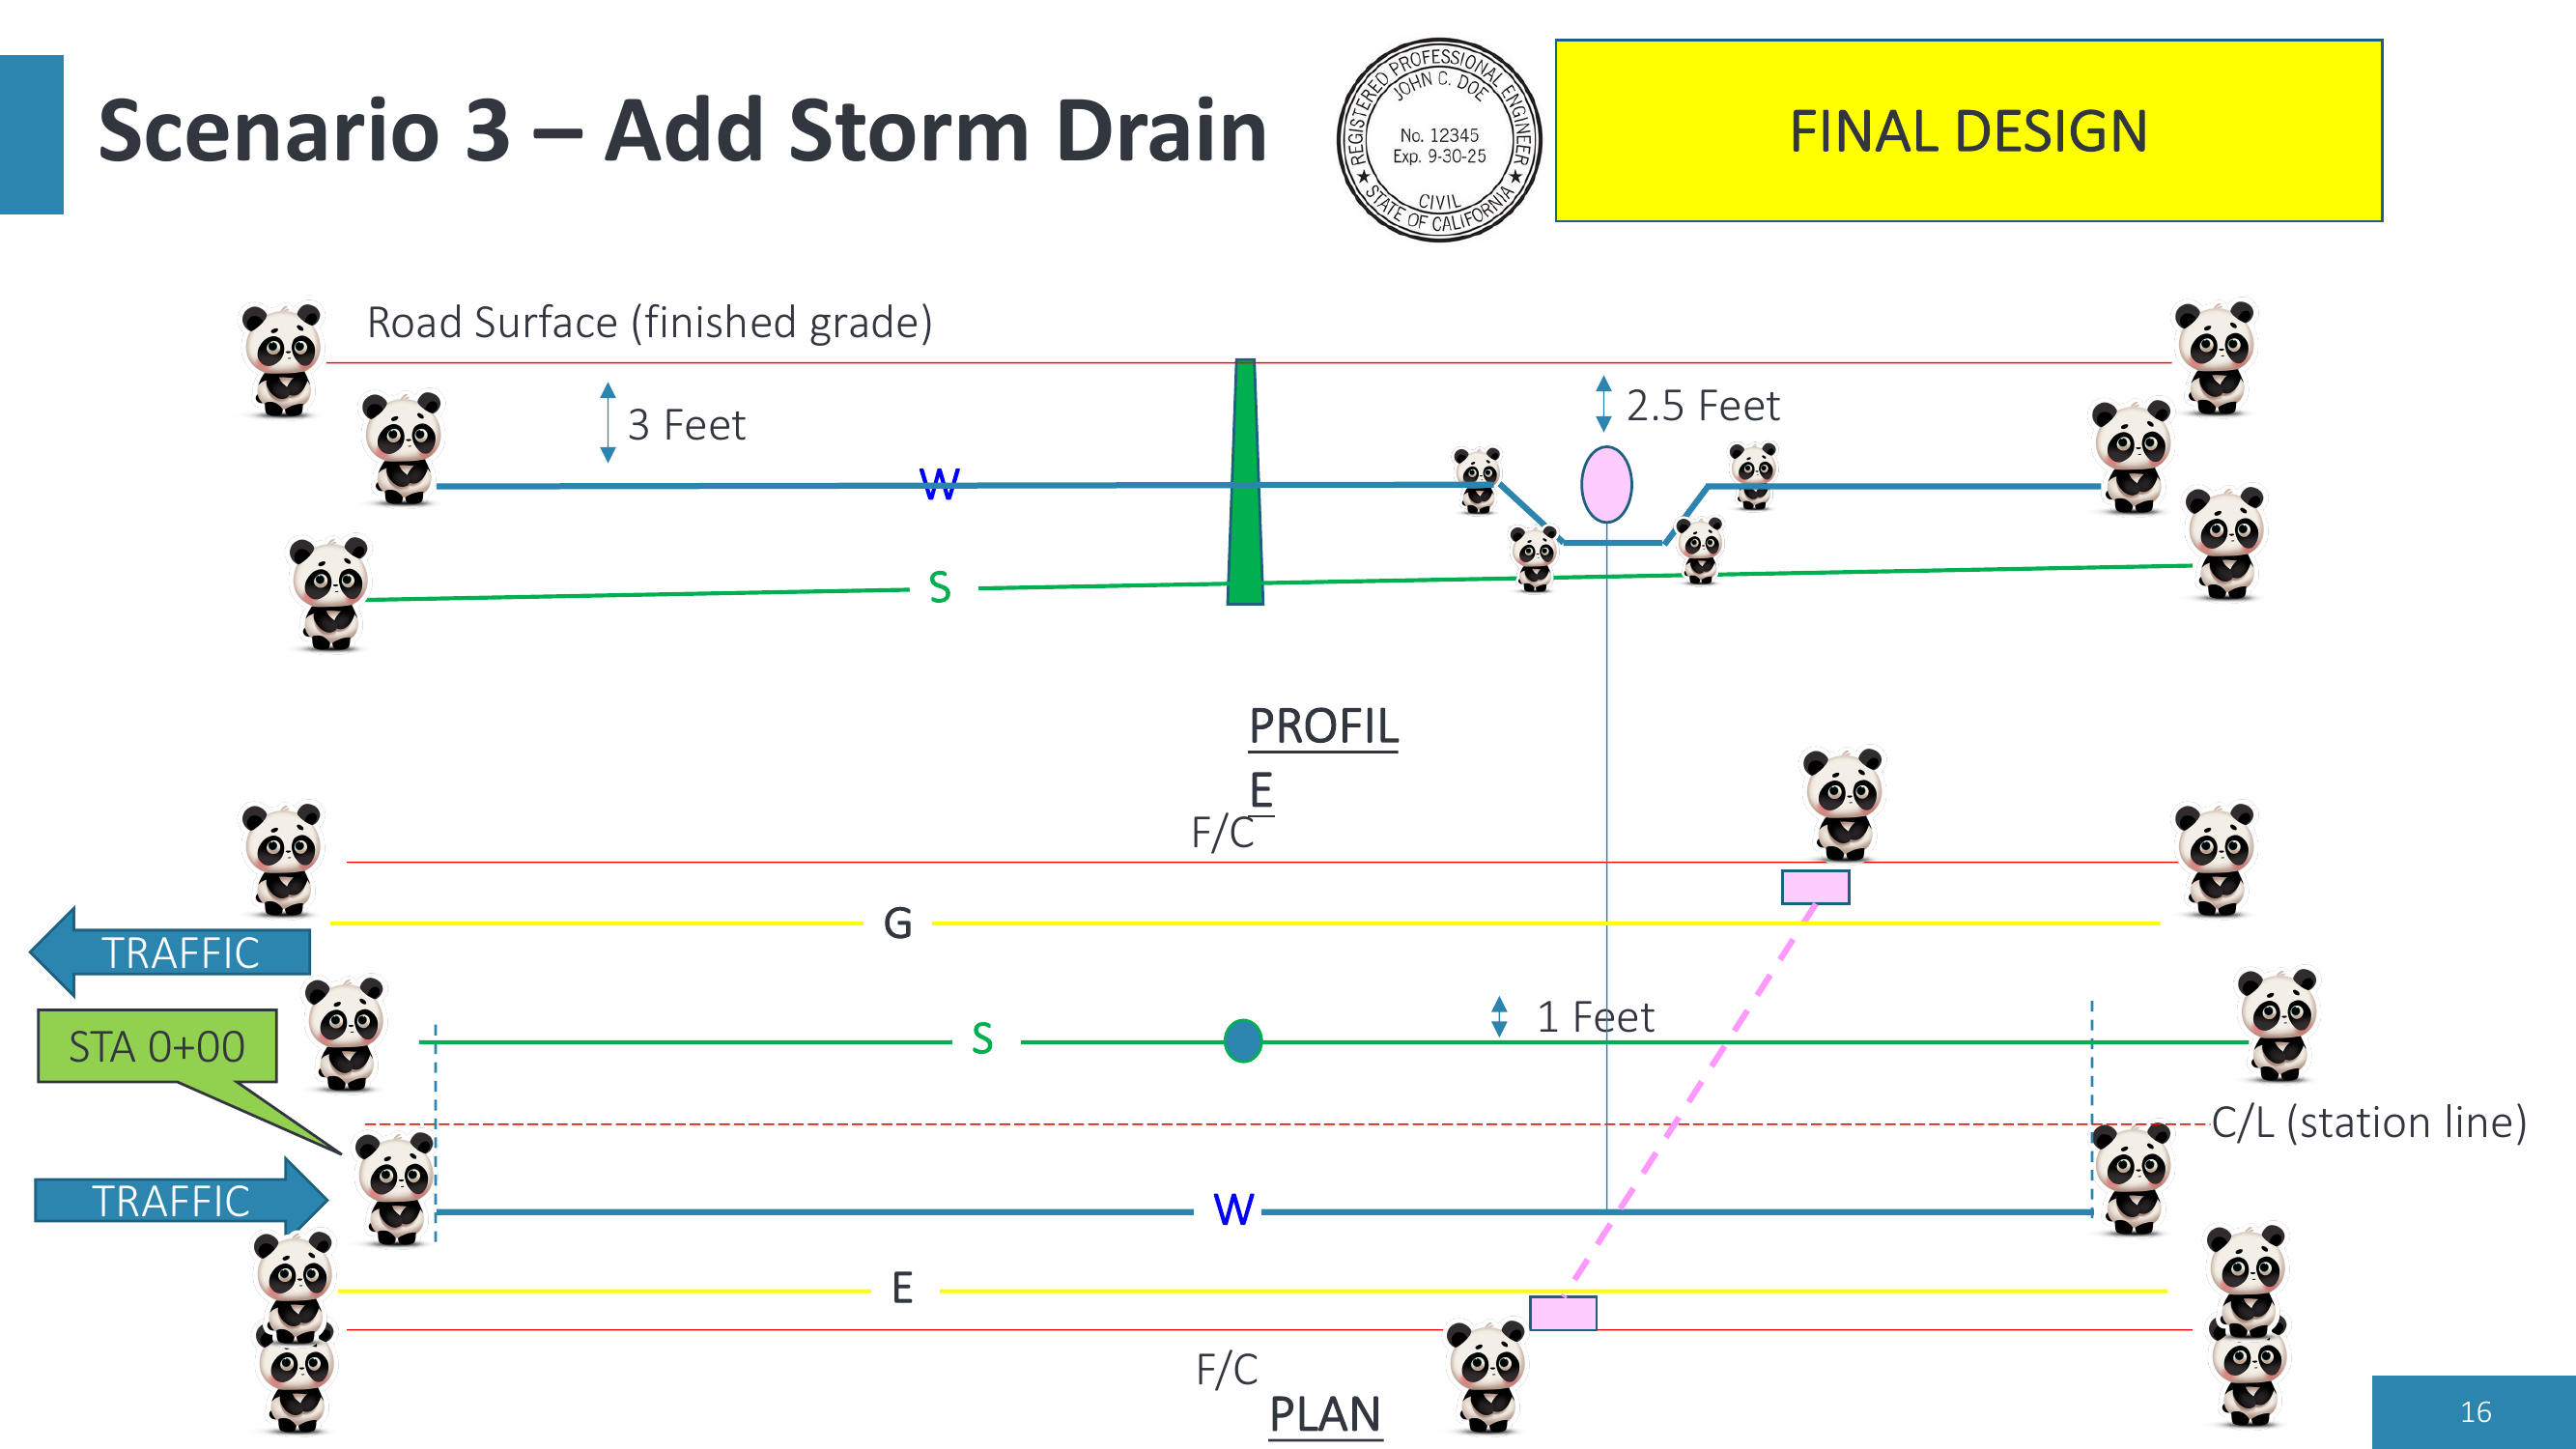 Scenario 3 – Add Storm Drain
REGISTERED PROFESSIONAL ENGINEER
JOHN C. DOE
No. 12345
Exp. 9-30-25
CIVIL
STATE OF CALIFORNIA
FINAL DESIGN
Road Surface (finished grade)
3 Feet
2.5 Feet
W
S
PROFIL
E
F/C
G
TRAFFIC
1 Feet
S
STA 0+00
C/L (station line)
TRAFFIC
W
E
F/C
PLAN
16